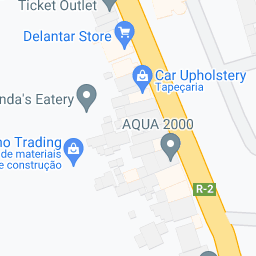 Ticket Outlet
Delantar Store
Car Upholstery
Tapeçaria
nda's Eatery
AQUA 2000
no Trading
de materiais
e construção
R-2